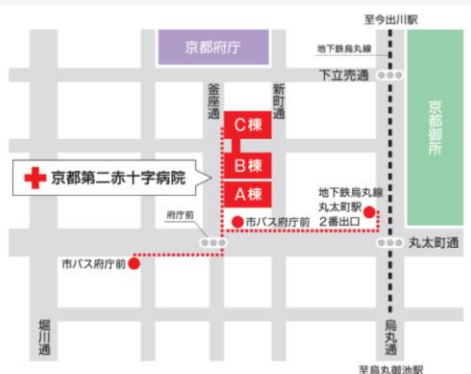 至今出川駅
京都府庁
地下鉄烏丸線
下立売通
釜座通
新町通
京都御所
C棟
B棟
A棟
京都第二赤十字病院
地下鉄烏丸線
丸太町駅
2番出口
府庁前
市バス府庁前
丸太町通
市バス府庁前
堀川通
烏丸通
至烏丸御池駅